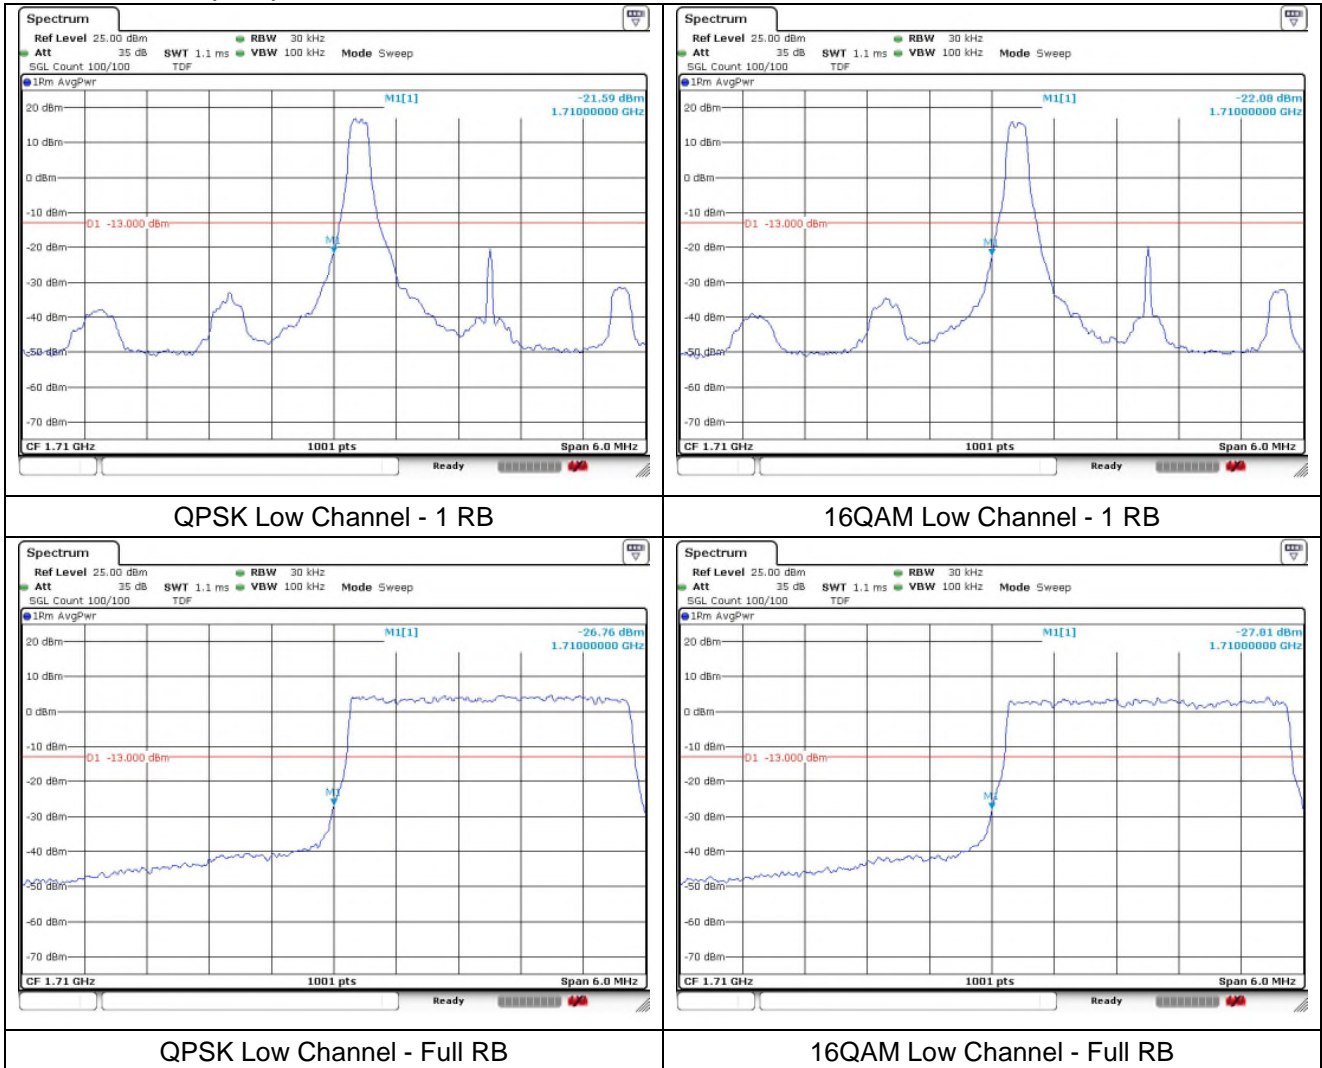 Spectrum
Ref Level 25.00 dBm RBW 30 kHz
Att 35 dB SWT 1.1 ms VBW 100 kHz Mode Sweep
SGL Count 100/100 TDF
1Rm AvgPwr
M1[1] -21.59 dBm
1.71000000 GHz
20 dBm
10 dBm
0 dBm
-10 dBm
D1 -13.000 dBm
M1
-20 dBm
-30 dBm
-40 dBm
-50 dBm
-60 dBm
-70 dBm
CF 1.71 GHz 1001 pts Span 6.0 MHz
Ready
QPSK Low Channel - 1 RB
Spectrum
Ref Level 25.00 dBm RBW 30 kHz
Att 35 dB SWT 1.1 ms VBW 100 kHz Mode Sweep
SGL Count 100/100 TDF
1Rm AvgPwr
M1[1] -22.08 dBm
1.71000000 GHz
20 dBm
10 dBm
0 dBm
-10 dBm
D1 -13.000 dBm
M1
-20 dBm
-30 dBm
-40 dBm
-50 dBm
-60 dBm
-70 dBm
CF 1.71 GHz 1001 pts Span 6.0 MHz
Ready
16QAM Low Channel - 1 RB
Spectrum
Ref Level 25.00 dBm RBW 30 kHz
Att 35 dB SWT 1.1 ms VBW 100 kHz Mode Sweep
SGL Count 100/100 TDF
1Rm AvgPwr
M1[1] -26.76 dBm
1.71000000 GHz
20 dBm
10 dBm
0 dBm
-10 dBm
D1 -13.000 dBm
-20 dBm
M1
-30 dBm
-40 dBm
-50 dBm
-60 dBm
-70 dBm
CF 1.71 GHz 1001 pts Span 6.0 MHz
Ready
QPSK Low Channel - Full RB
Spectrum
Ref Level 25.00 dBm RBW 30 kHz
Att 35 dB SWT 1.1 ms VBW 100 kHz Mode Sweep
SGL Count 100/100 TDF
1Rm AvgPwr
M1[1] -27.81 dBm
1.71000000 GHz
20 dBm
10 dBm
0 dBm
-10 dBm
D1 -13.000 dBm
-20 dBm
M1
-30 dBm
-40 dBm
-50 dBm
-60 dBm
-70 dBm
CF 1.71 GHz 1001 pts Span 6.0 MHz
Ready
16QAM Low Channel - Full RB